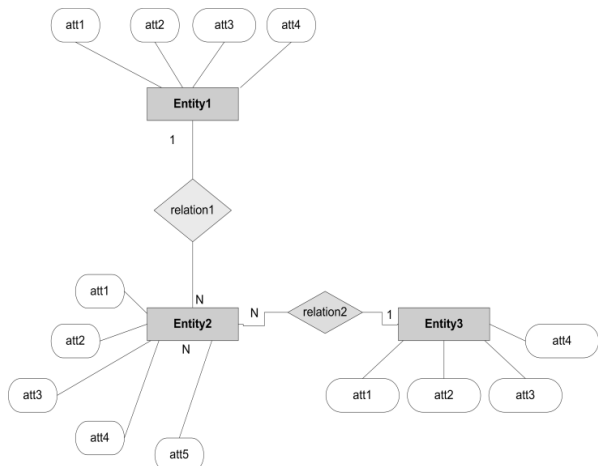 att1
att2
att3
att4
Entity1
1
relation1
att1
N
N
relation2
1
Entity2
Entity3
att2
N
att4
att3
att1
att2
att3
att4
att5